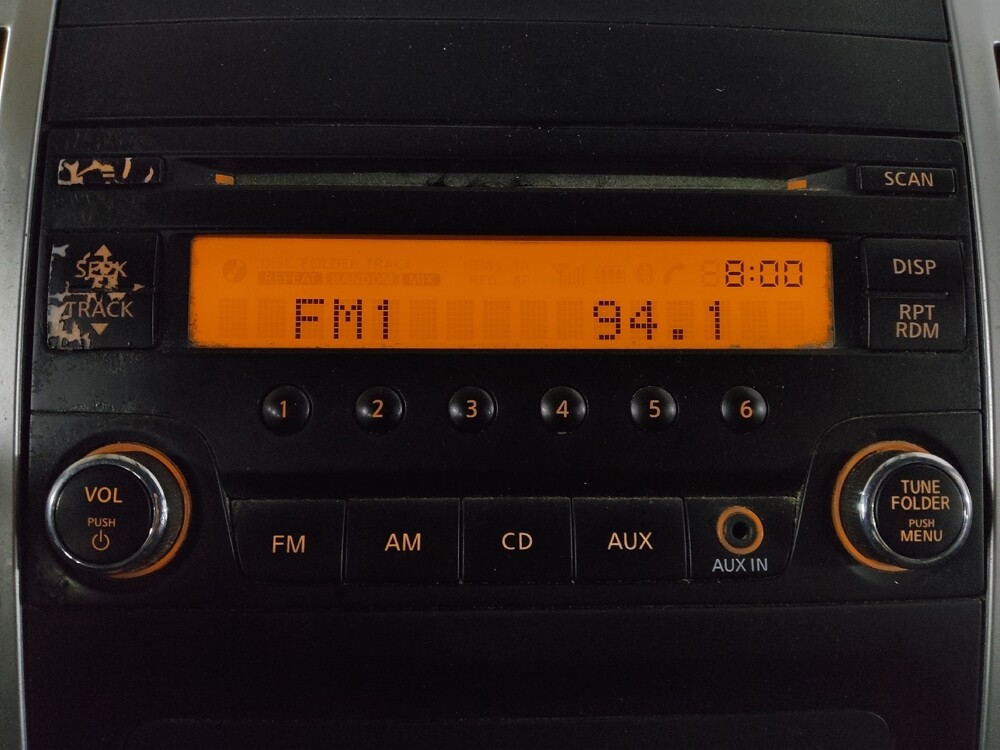 SCAN
SEEK
TRACK
8:00
FM1 94.1
DISP
RPT
RDM
1 2 3 4 5 6
VOL
PUSH
FM AM CD AUX
AUX IN
TUNE
FOLDER
PUSH
MENU